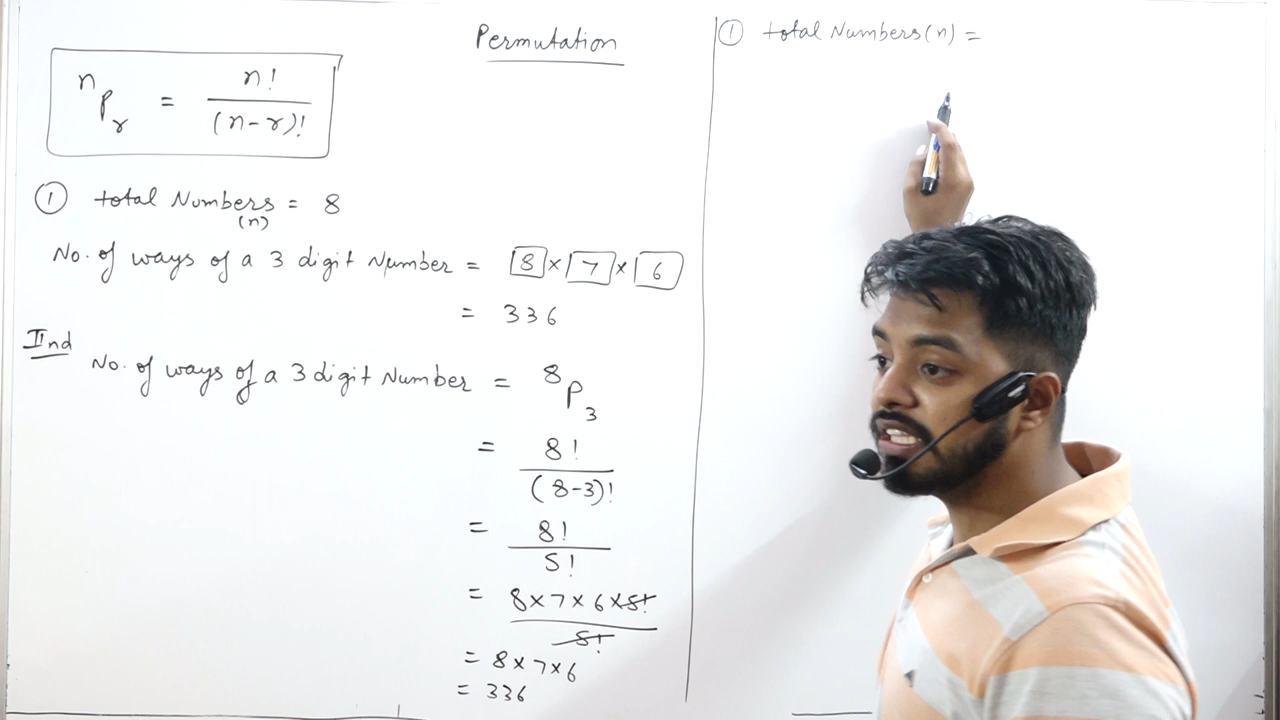 Permutation
nPr = n! / (n-r)!
① total Numbers = 8
(n)
No. of ways of a 3 digit Number = 8 × 7 × 6
= 336
IInd
No. of ways of a 3 digit Number = 8P3
= 8! / (8-3)!
= 8! / 5!
= 8×7×6×5! / 5!
= 8×7×6
= 336
① total Numbers (n) =